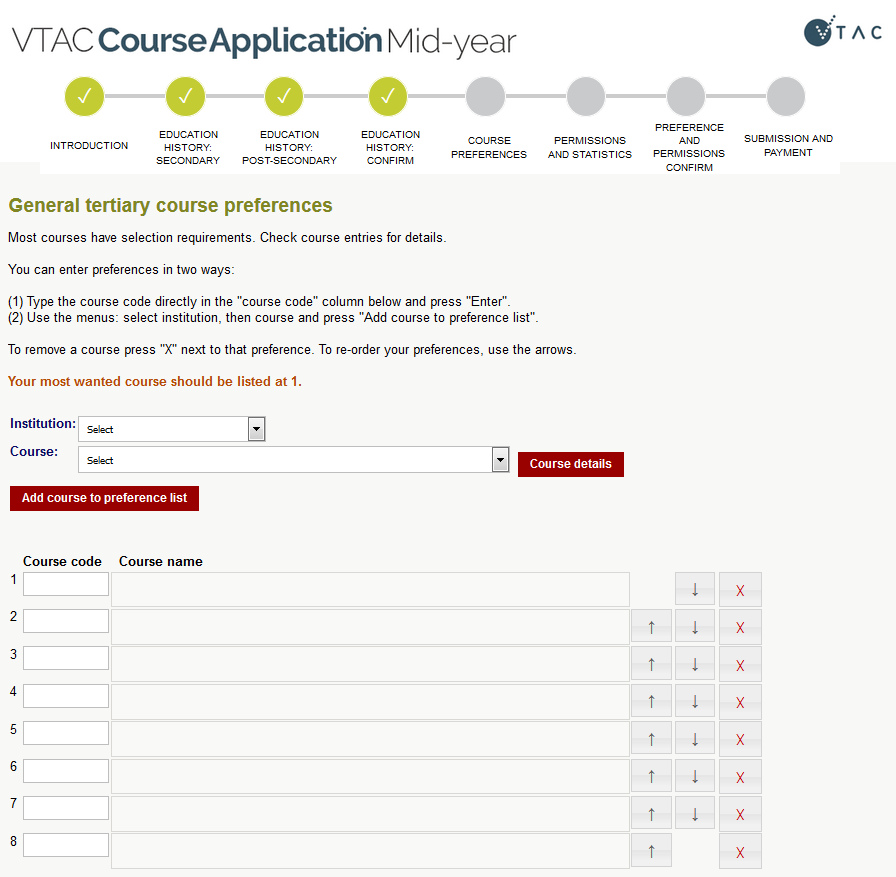 VTAC Course Application Mid-year
VTAC
INTRODUCTION
EDUCATION
HISTORY:
SECONDARY
EDUCATION
HISTORY:
POST-SECONDARY
EDUCATION
HISTORY:
CONFIRM
COURSE
PREFERENCES
PERMISSIONS
AND STATISTICS
PREFERENCE
AND
PERMISSIONS
CONFIRM
SUBMISSION AND
PAYMENT
General tertiary course preferences
Most courses have selection requirements. Check course entries for details.
You can enter preferences in two ways:
(1) Type the course code directly in the "course code" column below and press "Enter".
(2) Use the menus: select institution, then course and press "Add course to preference list".
To remove a course press "X" next to that preference. To re-order your preferences, use the arrows.
Your most wanted course should be listed at 1.
Institution: Select
Course: Select Course details
Add course to preference list
Course code Course name
1 ↓ X
2 ↑ ↓ X
3 ↑ ↓ X
4 ↑ ↓ X
5 ↑ ↓ X
6 ↑ ↓ X
7 ↑ ↓ X
8 ↑ X